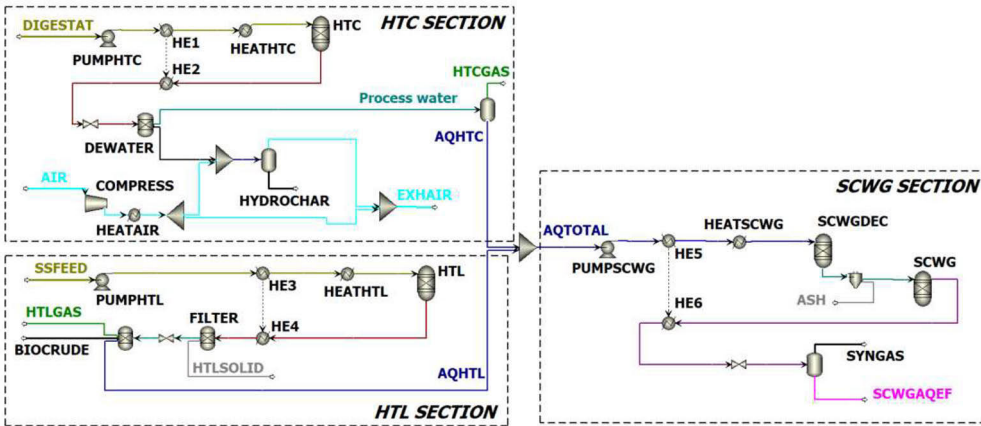 HTC SECTION
DIGESTAT
PUMPHTC
HE1
HEATHTC
HTC
HE2
HTCGAS
Process water
DEWATER
AQHTC
AIR
COMPRESS
HEATAIR
HYDROCHAR
EXHAIR
SSFEED
PUMPHTL
HE3
HEATHTL
HTL
HTLGAS
FILTER
HE4
BIOCRUDE
HTLSOLID
AQHTL
HTL SECTION
SCWG SECTION
AQTOTAL
PUMPSCWG
HE5
HEATSCWG
SCWGDEC
SCWG
ASH
HE6
SYNGAS
SCWGAQEF